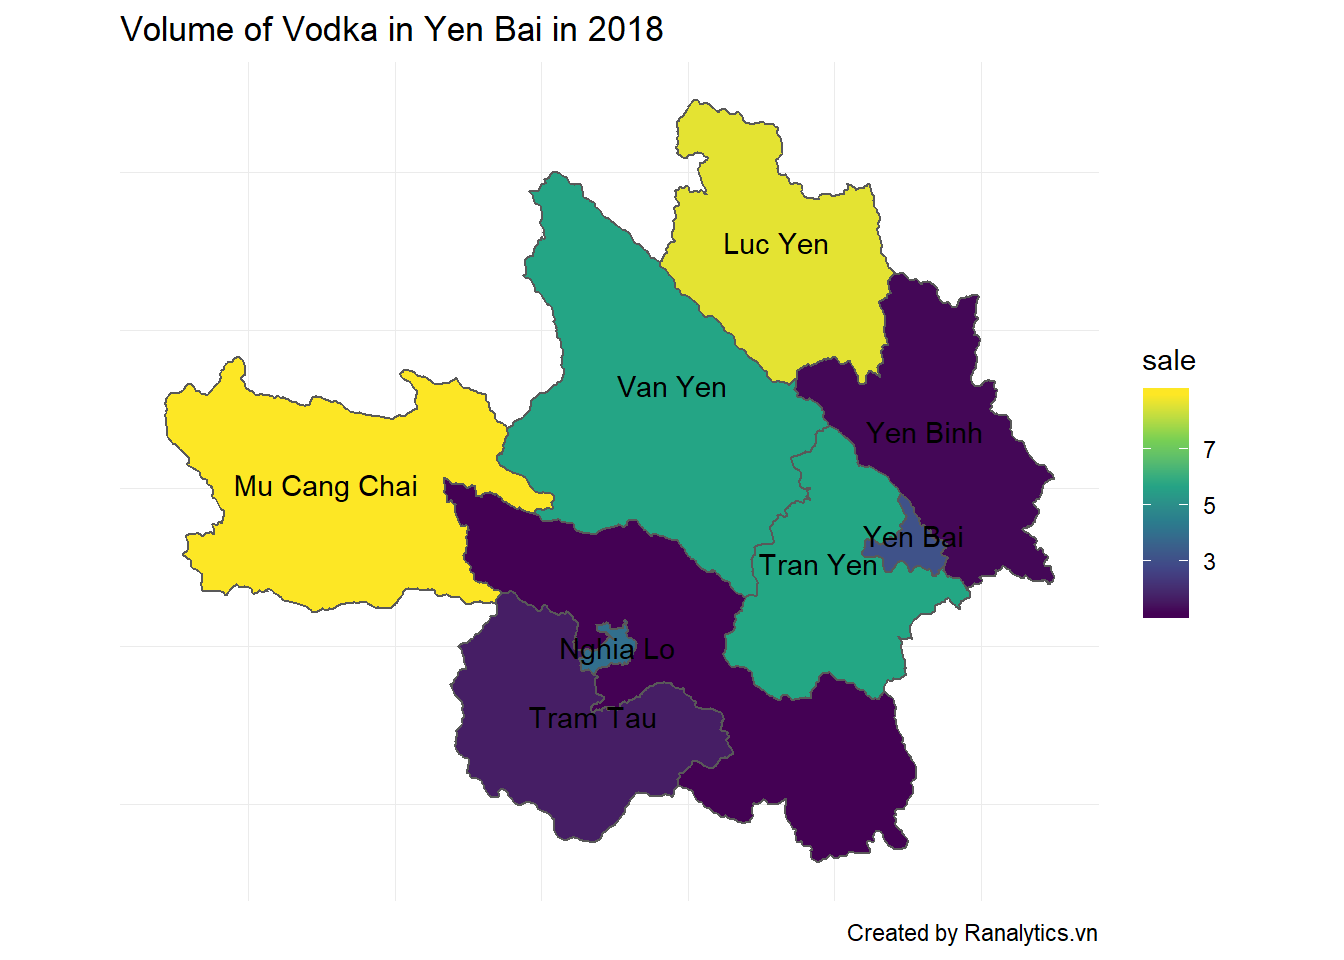 Volume of Vodka in Yen Bai in 2018
Luc Yen
Van Yen
Yen Binh
Mu Cang Chai
Yen Bai
Tran Yen
Nghia Lo
Tram Tau
sale
7
5
3
Created by Ranalytics.vn